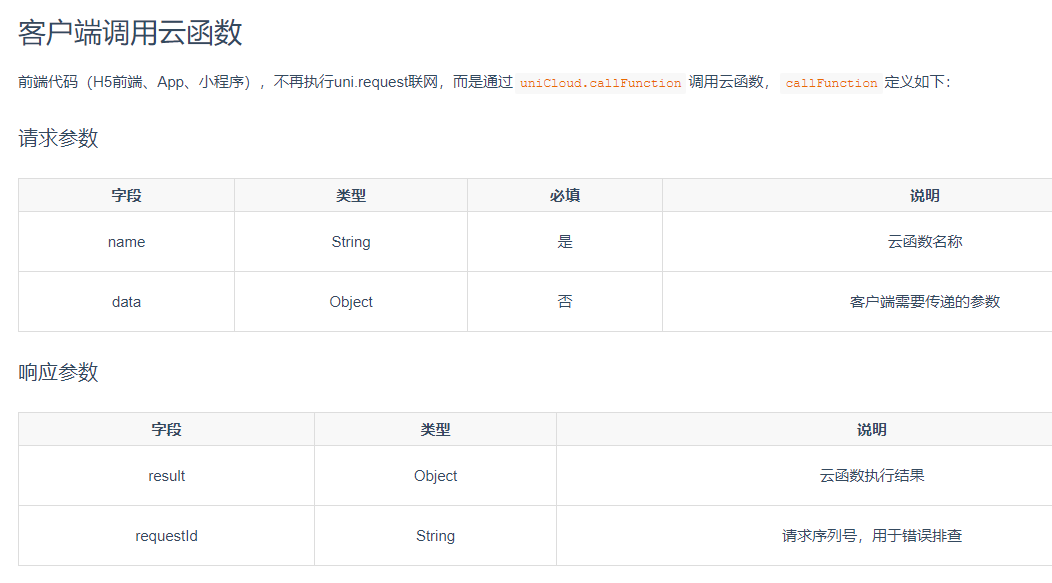 客户端调用云函数
前端代码（H5前端、App、小程序），不再执行uni.request联网，而是通过 uniCloud.callFunction 调用云函数， callFunction 定义如下：
请求参数
字段 类型 必填 说明
name String 是 云函数名称
data Object 否 客户端需要传递的参数
响应参数
字段 类型 说明
result Object 云函数执行结果
requestId String 请求序列号，用于错误排查